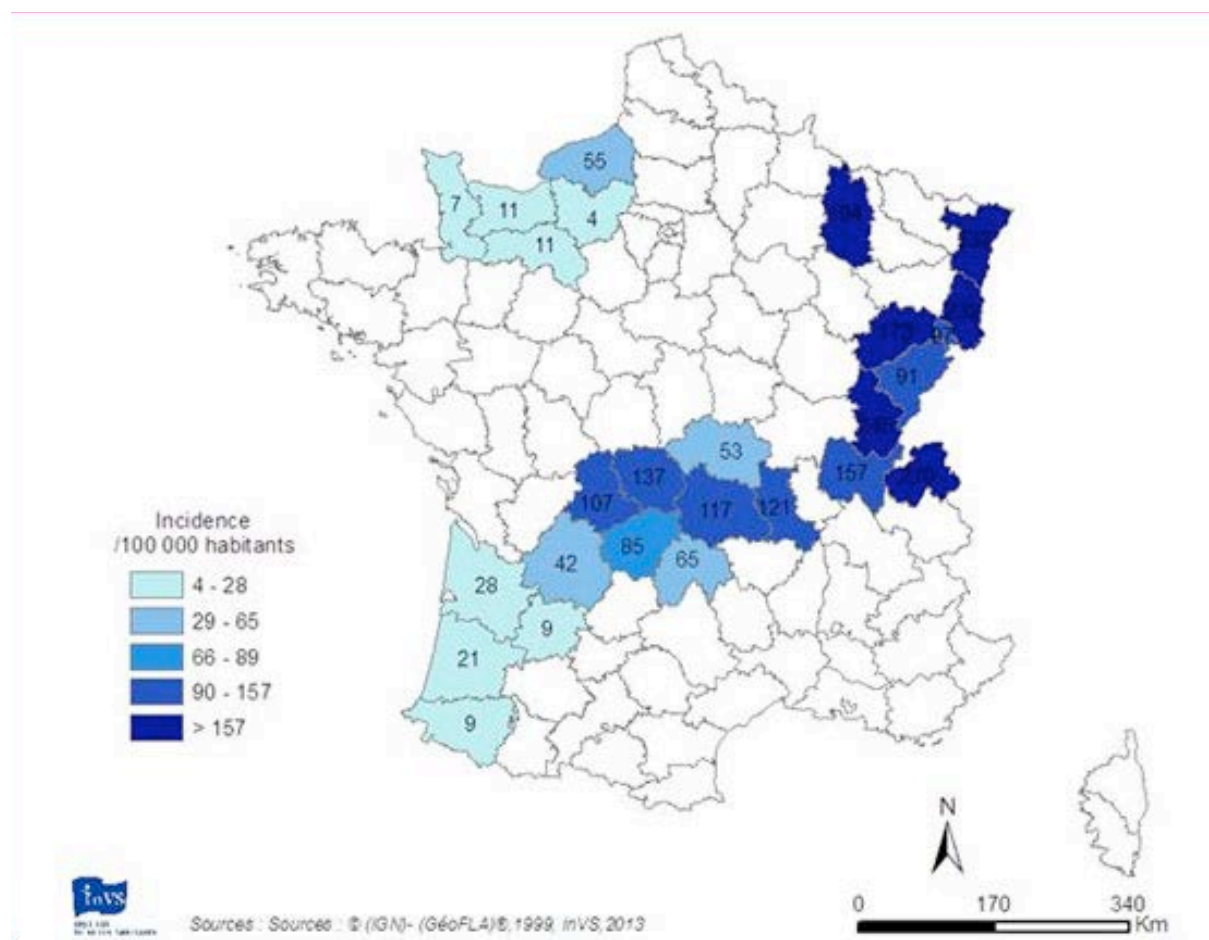 55
7
11
4
11
91
53
137
157
107
117
121
85
42
65
28
9
21
9
Incidence
/100 000 habitants
4 - 28
29 - 65
66 - 89
90 - 157
> 157
N
0 170 340
Km
inVS
Sources : Sources : © (IGN)- (GéoFLA)®,1999, InVS,2013